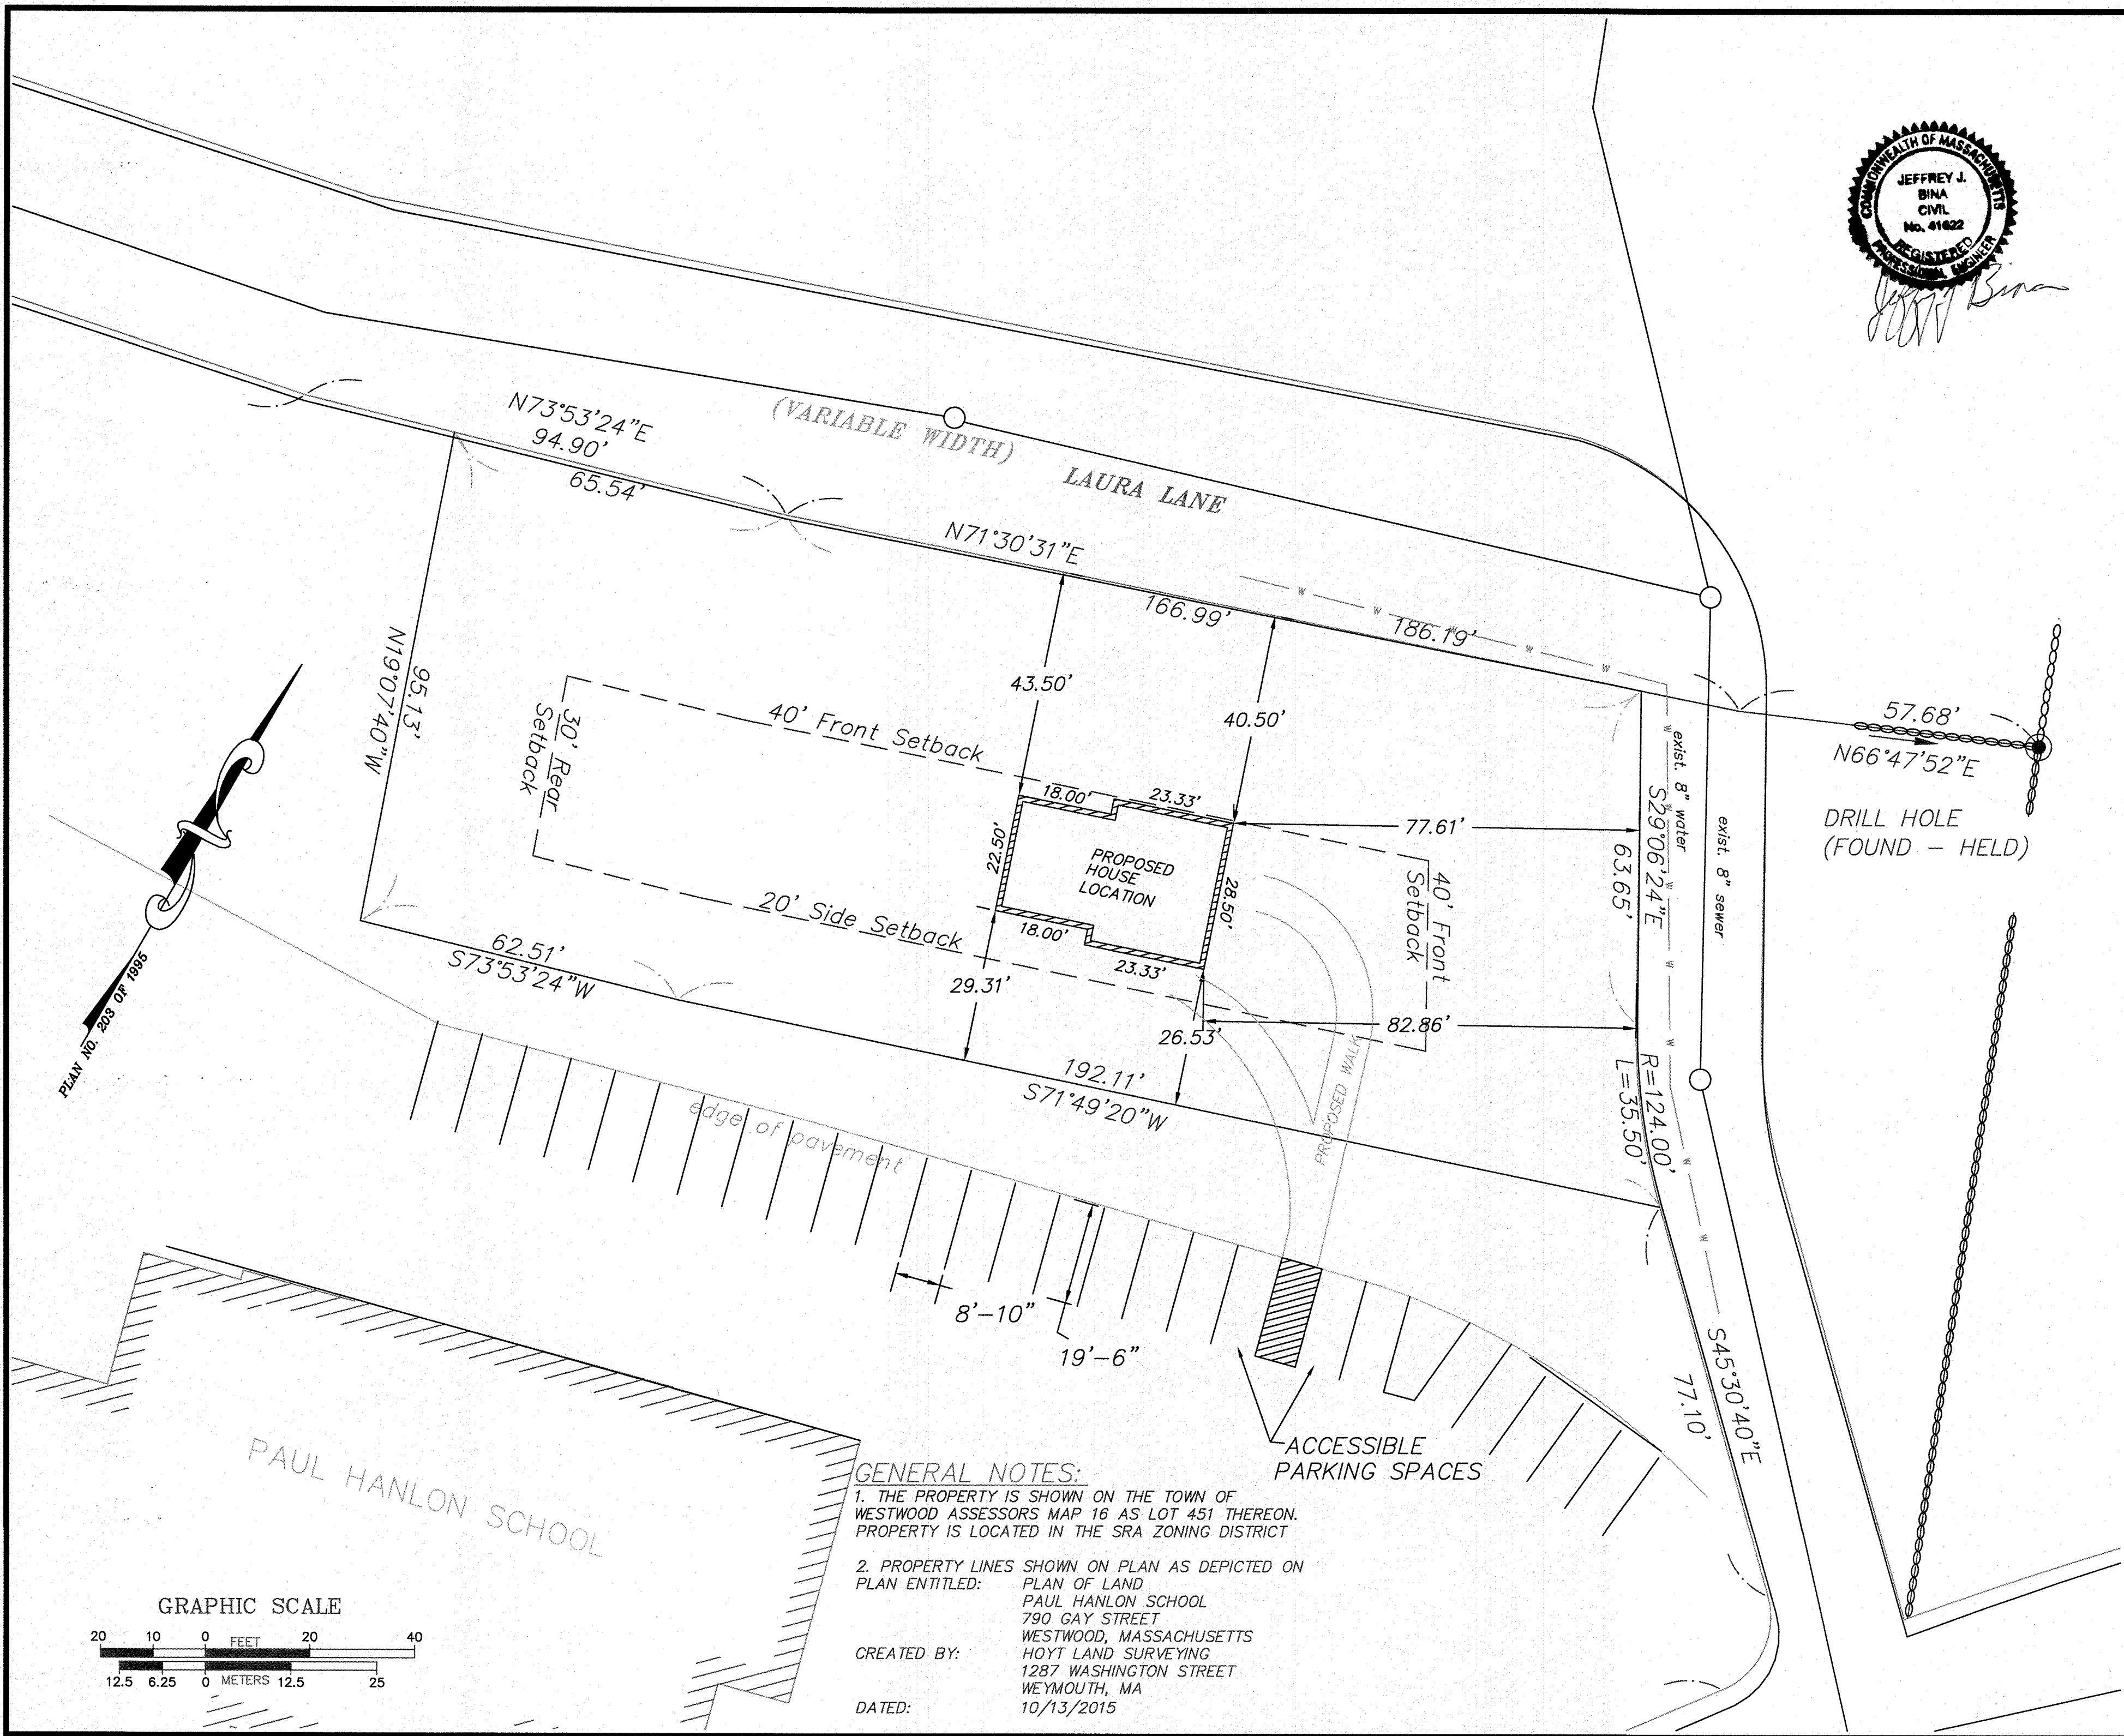 COMMONWEALTH OF MASSACHUSETTS
JEFFREY J.
BINA
CIVIL
No. 41622
REGISTERED
PROFESSIONAL ENGINEER
N73°53'24"E
94.90'
65.54'
(VARIABLE WIDTH)
LAURA LANE
N71°30'31"E
166.99'
186.19'
W W W W W
95.13'
N19°07'40"W
43.50'
40.50'
40' Front Setback
30' Rear
Setback
18.00'
23.33'
22.50'
PROPOSED
HOUSE
LOCATION
28.50'
77.61'
40' Front
Setback
20' Side Setback
18.00'
23.33'
62.51'
S73°53'24"W
29.31'
26.53'
82.86'
192.11'
S71°49'20"W
exist. 8" water
S29°06'24"E
63.65'
exist. 8" sewer
R=124.00'
L=35.50'
57.68'
N66°47'52"E
DRILL HOLE
(FOUND - HELD)
PLAN NO. 203 OF 1995
edge of pavement
PROPOSED WALK
8'-10"
19'-6"
S45°30'40"E
77.10'
ACCESSIBLE
PARKING SPACES
PAUL HANLON SCHOOL
GENERAL NOTES:
1. THE PROPERTY IS SHOWN ON THE TOWN OF
WESTWOOD ASSESSORS MAP 16 AS LOT 451 THEREON.
PROPERTY IS LOCATED IN THE SRA ZONING DISTRICT
2. PROPERTY LINES SHOWN ON PLAN AS DEPICTED ON
PLAN ENTITLED: PLAN OF LAND
PAUL HANLON SCHOOL
790 GAY STREET
WESTWOOD, MASSACHUSETTS
CREATED BY: HOYT LAND SURVEYING
1287 WASHINGTON STREET
WEYMOUTH, MA
DATED: 10/13/2015
GRAPHIC SCALE
20 10 0 FEET 20 40
12.5 6.25 0 METERS 12.5 25